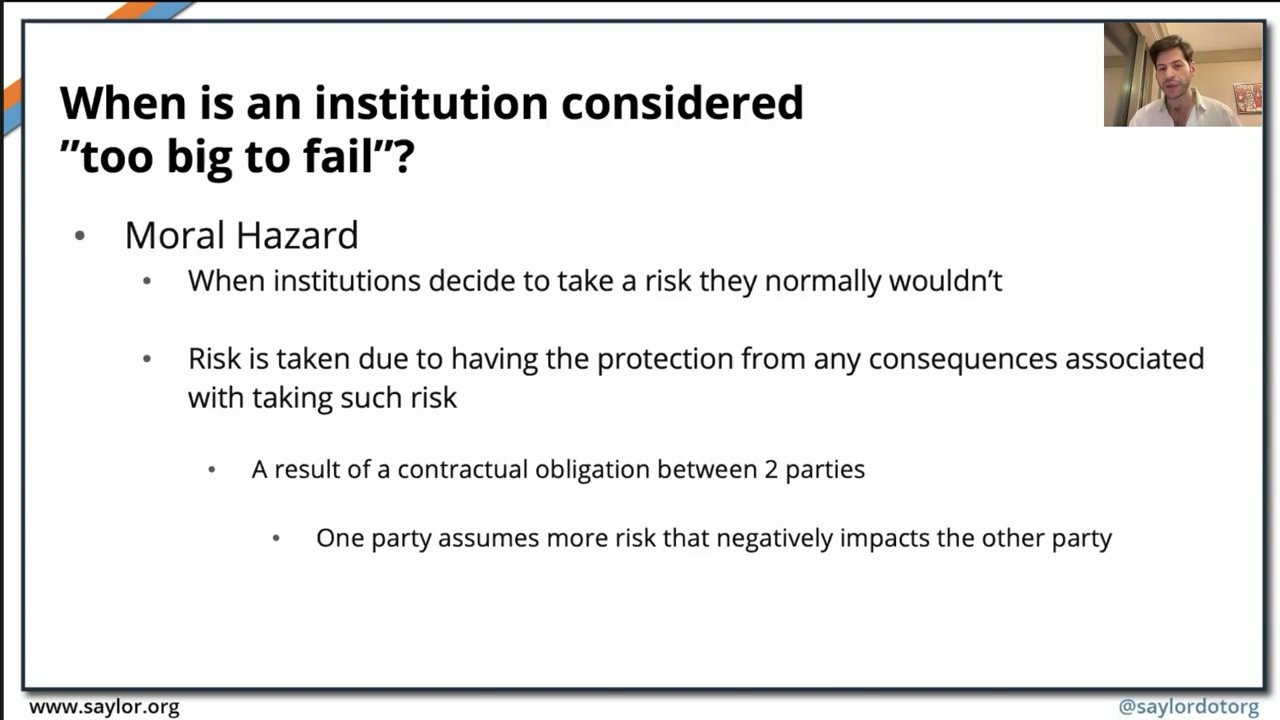 When is an institution considered
”too big to fail”?
• Moral Hazard
• When institutions decide to take a risk they normally wouldn’t
• Risk is taken due to having the protection from any consequences associated
with taking such risk
• A result of a contractual obligation between 2 parties
• One party assumes more risk that negatively impacts the other party
www.saylor.org
@saylordotorg